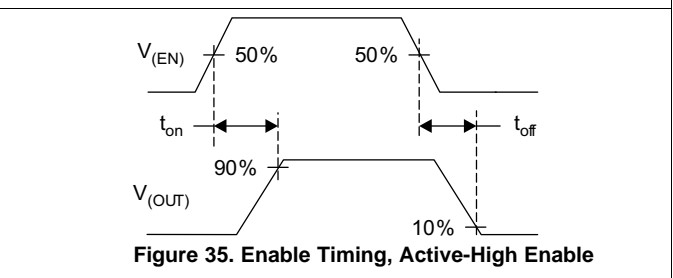 V(EN)
50%
50%
ton
toff
90%
V(OUT)
10%
Figure 35. Enable Timing, Active-High Enable